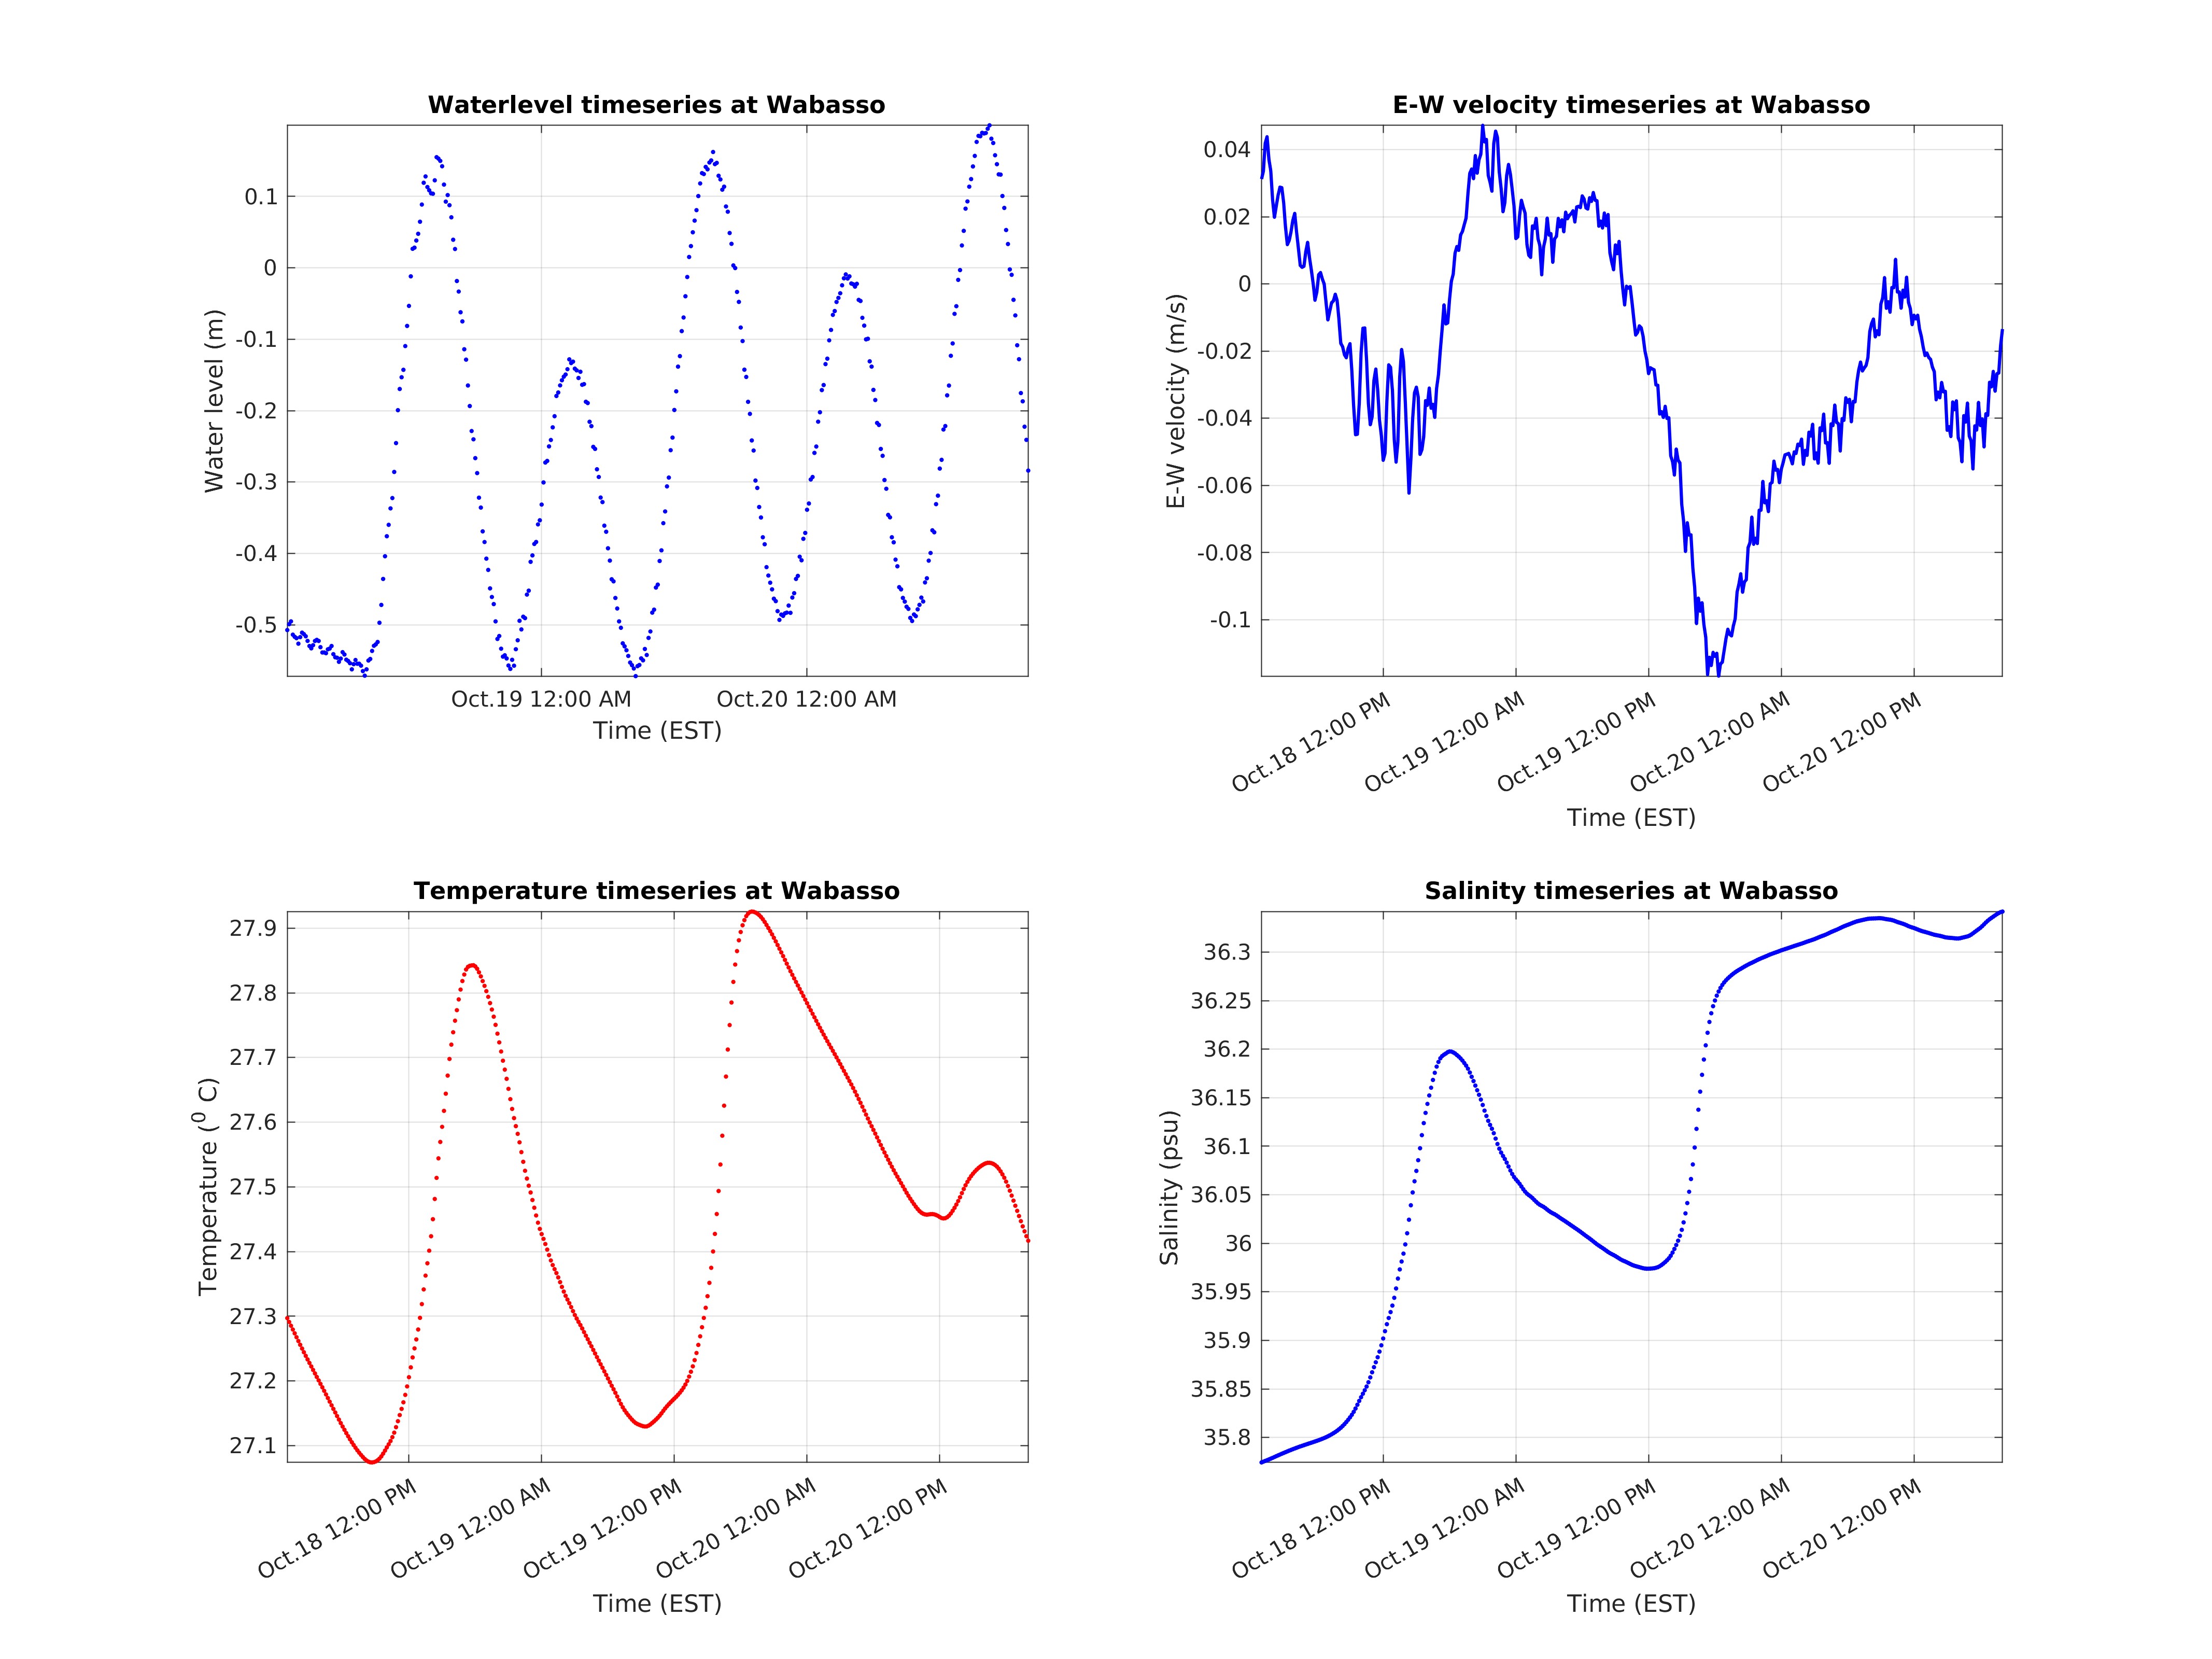 Waterlevel timeseries at Wabasso
0.1
0
-0.1
-0.2
-0.3
-0.4
-0.5
Water level (m)
Oct.19 12:00 AM
Oct.20 12:00 AM
Time (EST)
E-W velocity timeseries at Wabasso
0.04
0.02
0
-0.02
-0.04
-0.06
-0.08
-0.1
E-W velocity (m/s)
Oct.18 12:00 PM
Oct.19 12:00 AM
Oct.19 12:00 PM
Oct.20 12:00 AM
Oct.20 12:00 PM
Time (EST)
Temperature timeseries at Wabasso
27.9
27.8
27.7
27.6
27.5
27.4
27.3
27.2
27.1
Temperature (⁰ C)
Oct.18 12:00 PM
Oct.19 12:00 AM
Oct.19 12:00 PM
Oct.20 12:00 AM
Oct.20 12:00 PM
Time (EST)
Salinity timeseries at Wabasso
36.3
36.25
36.2
36.15
36.1
36.05
36
35.95
35.9
35.85
35.8
Salinity (psu)
Oct.18 12:00 PM
Oct.19 12:00 AM
Oct.19 12:00 PM
Oct.20 12:00 AM
Oct.20 12:00 PM
Time (EST)